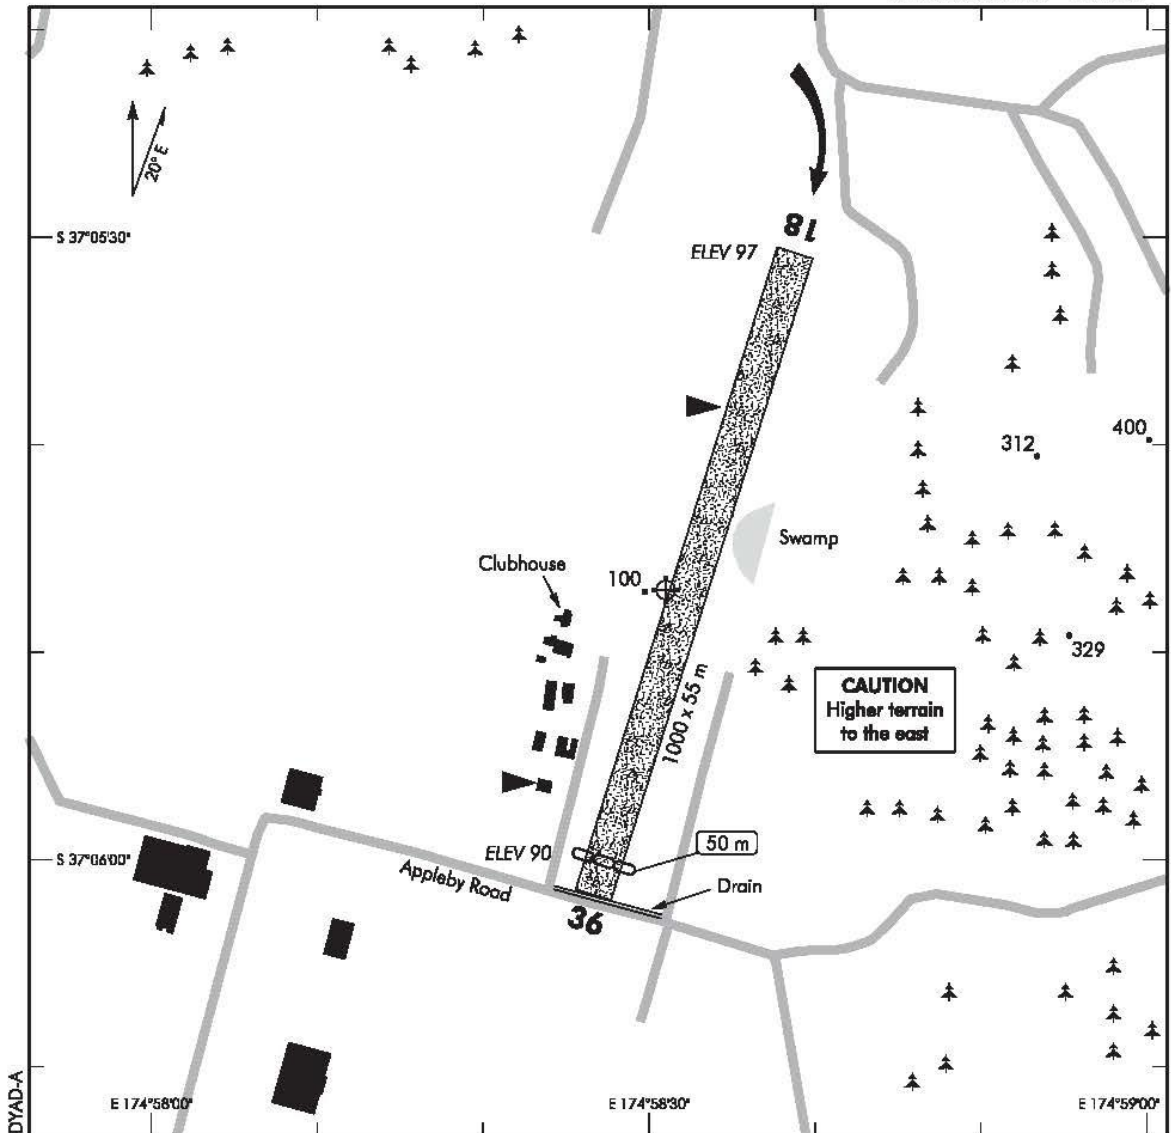 20° E
S 37°05'30"
18
ELEV 97
400
312
Swamp
Clubhouse
100
329
1000 x 55 m
CAUTION
Higher terrain
to the east
50 m
ELEV 90
S 37°06'00"
Appleby Road
Drain
36
E 174°58'00"
E 174°58'30"
E 174°59'00"
DYAD-A